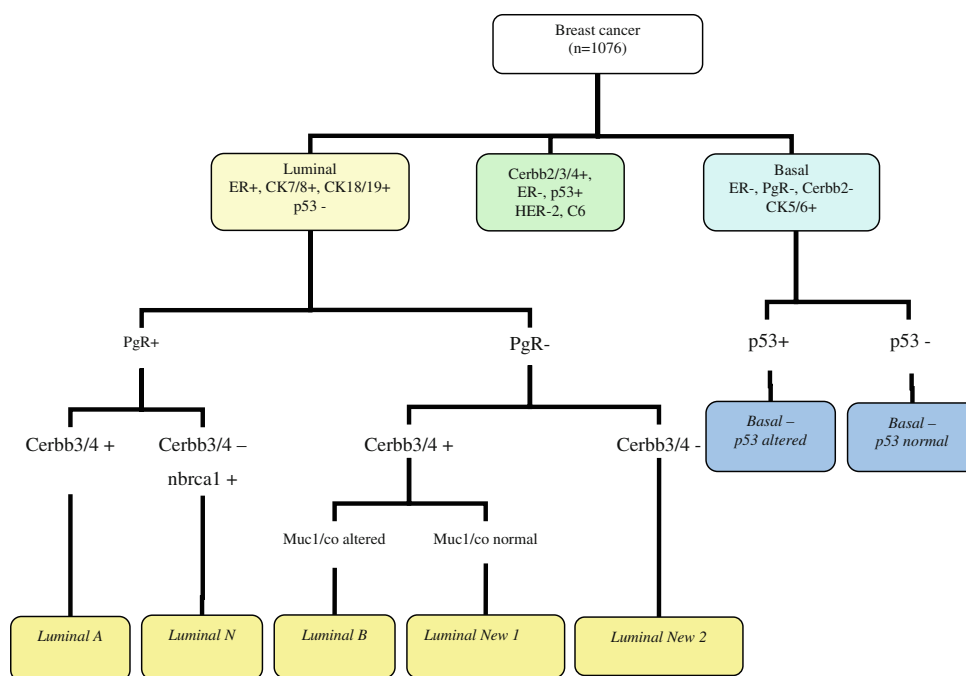 Breast cancer
(n=1076)
Luminal
ER+, CK7/8+, CK18/19+
p53 -
Cerbb2/3/4+,
ER-, p53+
HER-2, C6
Basal
ER-, PgR-, Cerbb2-
CK5/6+
PgR+
PgR-
p53+
p53 -
Basal –
p53 altered
Basal –
p53 normal
Cerbb3/4 +
Cerbb3/4 –
nbrca1 +
Cerbb3/4 +
Cerbb3/4 -
Muc1/co altered
Muc1/co normal
Luminal A
Luminal N
Luminal B
Luminal New 1
Luminal New 2